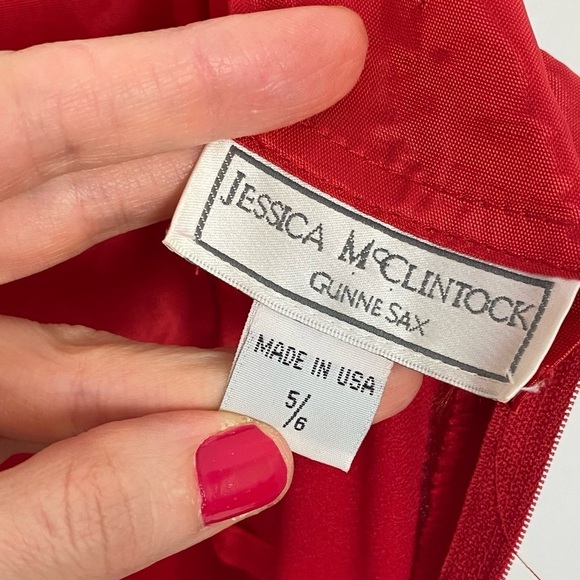 JESSICA McCLINTOCK
GUNNE SAX
MADE IN USA
5/6